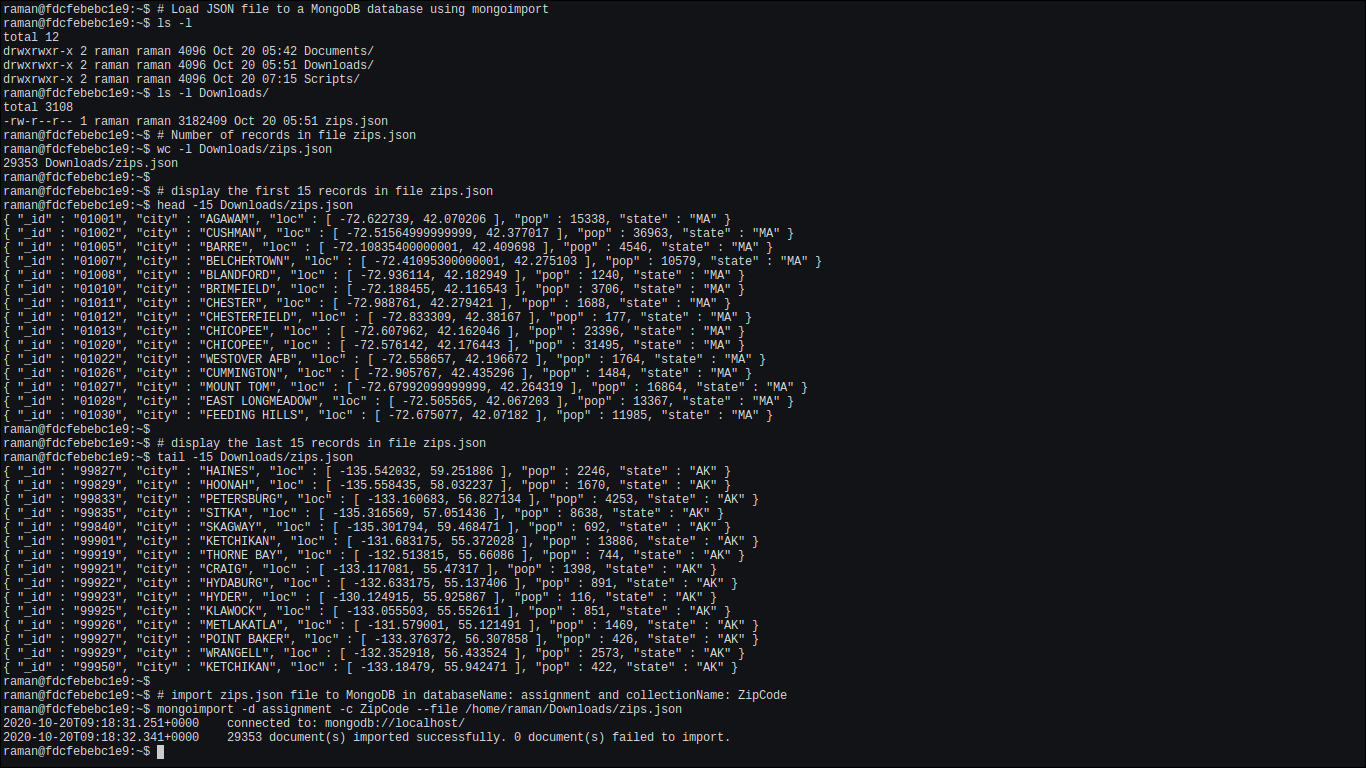 raman@fdcfebebc1e9:~$ # Load JSON file to a MongoDB database using mongoimport
raman@fdcfebebc1e9:~$ ls -l
total 12
drwxrwxr-x 2 raman raman 4096 Oct 20 05:42 Documents/
drwxrwxr-x 2 raman raman 4096 Oct 20 05:51 Downloads/
drwxrwxr-x 2 raman raman 4096 Oct 20 07:15 Scripts/
raman@fdcfebebc1e9:~$ ls -l Downloads/
total 3108
-rw-r--r-- 1 raman raman 3182409 Oct 20 05:51 zips.json
raman@fdcfebebc1e9:~$ # Number of records in file zips.json
raman@fdcfebebc1e9:~$ wc -l Downloads/zips.json
29353 Downloads/zips.json
raman@fdcfebebc1e9:~$
raman@fdcfebebc1e9:~$ # display the first 15 records in file zips.json
raman@fdcfebebc1e9:~$ head -15 Downloads/zips.json
{ "_id" : "01001", "city" : "AGAWAM", "loc" : [ -72.622739, 42.070206 ], "pop" : 15338, "state" : "MA" }
{ "_id" : "01002", "city" : "CUSHMAN", "loc" : [ -72.51564999999999, 42.377017 ], "pop" : 36963, "state" : "MA" }
{ "_id" : "01005", "city" : "BARRE", "loc" : [ -72.10835400000001, 42.409698 ], "pop" : 4546, "state" : "MA" }
{ "_id" : "01007", "city" : "BELCHERTOWN", "loc" : [ -72.41095300000001, 42.275103 ], "pop" : 10579, "state" : "MA" }
{ "_id" : "01008", "city" : "BLANDFORD", "loc" : [ -72.936114, 42.182949 ], "pop" : 1240, "state" : "MA" }
{ "_id" : "01010", "city" : "BRIMFIELD", "loc" : [ -72.188455, 42.116543 ], "pop" : 3706, "state" : "MA" }
{ "_id" : "01011", "city" : "CHESTER", "loc" : [ -72.988761, 42.279421 ], "pop" : 1688, "state" : "MA" }
{ "_id" : "01012", "city" : "CHESTERFIELD", "loc" : [ -72.833309, 42.38167 ], "pop" : 177, "state" : "MA" }
{ "_id" : "01013", "city" : "CHICOPEE", "loc" : [ -72.607962, 42.162046 ], "pop" : 23396, "state" : "MA" }
{ "_id" : "01020", "city" : "CHICOPEE", "loc" : [ -72.576142, 42.176443 ], "pop" : 31495, "state" : "MA" }
{ "_id" : "01022", "city" : "WESTOVER AFB", "loc" : [ -72.558657, 42.196672 ], "pop" : 1764, "state" : "MA" }
{ "_id" : "01026", "city" : "CUMMINGTON", "loc" : [ -72.905767, 42.435296 ], "pop" : 1484, "state" : "MA" }
{ "_id" : "01027", "city" : "MOUNT TOM", "loc" : [ -72.67992099999999, 42.264319 ], "pop" : 16864, "state" : "MA" }
{ "_id" : "01028", "city" : "EAST LONGMEADOW", "loc" : [ -72.505565, 42.067203 ], "pop" : 13367, "state" : "MA" }
{ "_id" : "01030", "city" : "FEEDING HILLS", "loc" : [ -72.675077, 42.07182 ], "pop" : 11985, "state" : "MA" }
raman@fdcfebebc1e9:~$
raman@fdcfebebc1e9:~$ # display the last 15 records in file zips.json
raman@fdcfebebc1e9:~$ tail -15 Downloads/zips.json
{ "_id" : "99827", "city" : "HAINES", "loc" : [ -135.542032, 59.251886 ], "pop" : 2246, "state" : "AK" }
{ "_id" : "99829", "city" : "HOONAH", "loc" : [ -135.558435, 58.032237 ], "pop" : 1670, "state" : "AK" }
{ "_id" : "99833", "city" : "PETERSBURG", "loc" : [ -133.160683, 56.827134 ], "pop" : 4253, "state" : "AK" }
{ "_id" : "99835", "city" : "SITKA", "loc" : [ -135.316569, 57.051436 ], "pop" : 8638, "state" : "AK" }
{ "_id" : "99840", "city" : "SKAGWAY", "loc" : [ -135.301794, 59.468471 ], "pop" : 692, "state" : "AK" }
{ "_id" : "99901", "city" : "KETCHIKAN", "loc" : [ -131.683175, 55.372028 ], "pop" : 13886, "state" : "AK" }
{ "_id" : "99919", "city" : "THORNE BAY", "loc" : [ -132.513815, 55.66086 ], "pop" : 744, "state" : "AK" }
{ "_id" : "99921", "city" : "CRAIG", "loc" : [ -133.117081, 55.47317 ], "pop" : 1398, "state" : "AK" }
{ "_id" : "99922", "city" : "HYDABURG", "loc" : [ -132.633175, 55.137406 ], "pop" : 891, "state" : "AK" }
{ "_id" : "99923", "city" : "HYDER", "loc" : [ -130.124915, 55.925867 ], "pop" : 116, "state" : "AK" }
{ "_id" : "99925", "city" : "KLAWOCK", "loc" : [ -133.055503, 55.552611 ], "pop" : 851, "state" : "AK" }
{ "_id" : "99926", "city" : "METLAKATLA", "loc" : [ -131.579001, 55.121491 ], "pop" : 1469, "state" : "AK" }
{ "_id" : "99927", "city" : "POINT BAKER", "loc" : [ -133.376372, 56.307858 ], "pop" : 426, "state" : "AK" }
{ "_id" : "99929", "city" : "WRANGELL", "loc" : [ -132.352918, 56.433524 ], "pop" : 2573, "state" : "AK" }
{ "_id" : "99950", "city" : "KETCHIKAN", "loc" : [ -133.18479, 55.942471 ], "pop" : 422, "state" : "AK" }
raman@fdcfebebc1e9:~$
raman@fdcfebebc1e9:~$ # import zips.json file to MongoDB in databaseName: assignment and collectionName: ZipCode
raman@fdcfebebc1e9:~$ mongoimport -d assignment -c ZipCode --file /home/raman/Downloads/zips.json
2020-10-20T09:18:31.251+0000    connected to: mongodb://localhost/
2020-10-20T09:18:32.341+0000    29353 document(s) imported successfully. 0 document(s) failed to import.
raman@fdcfebebc1e9:~$